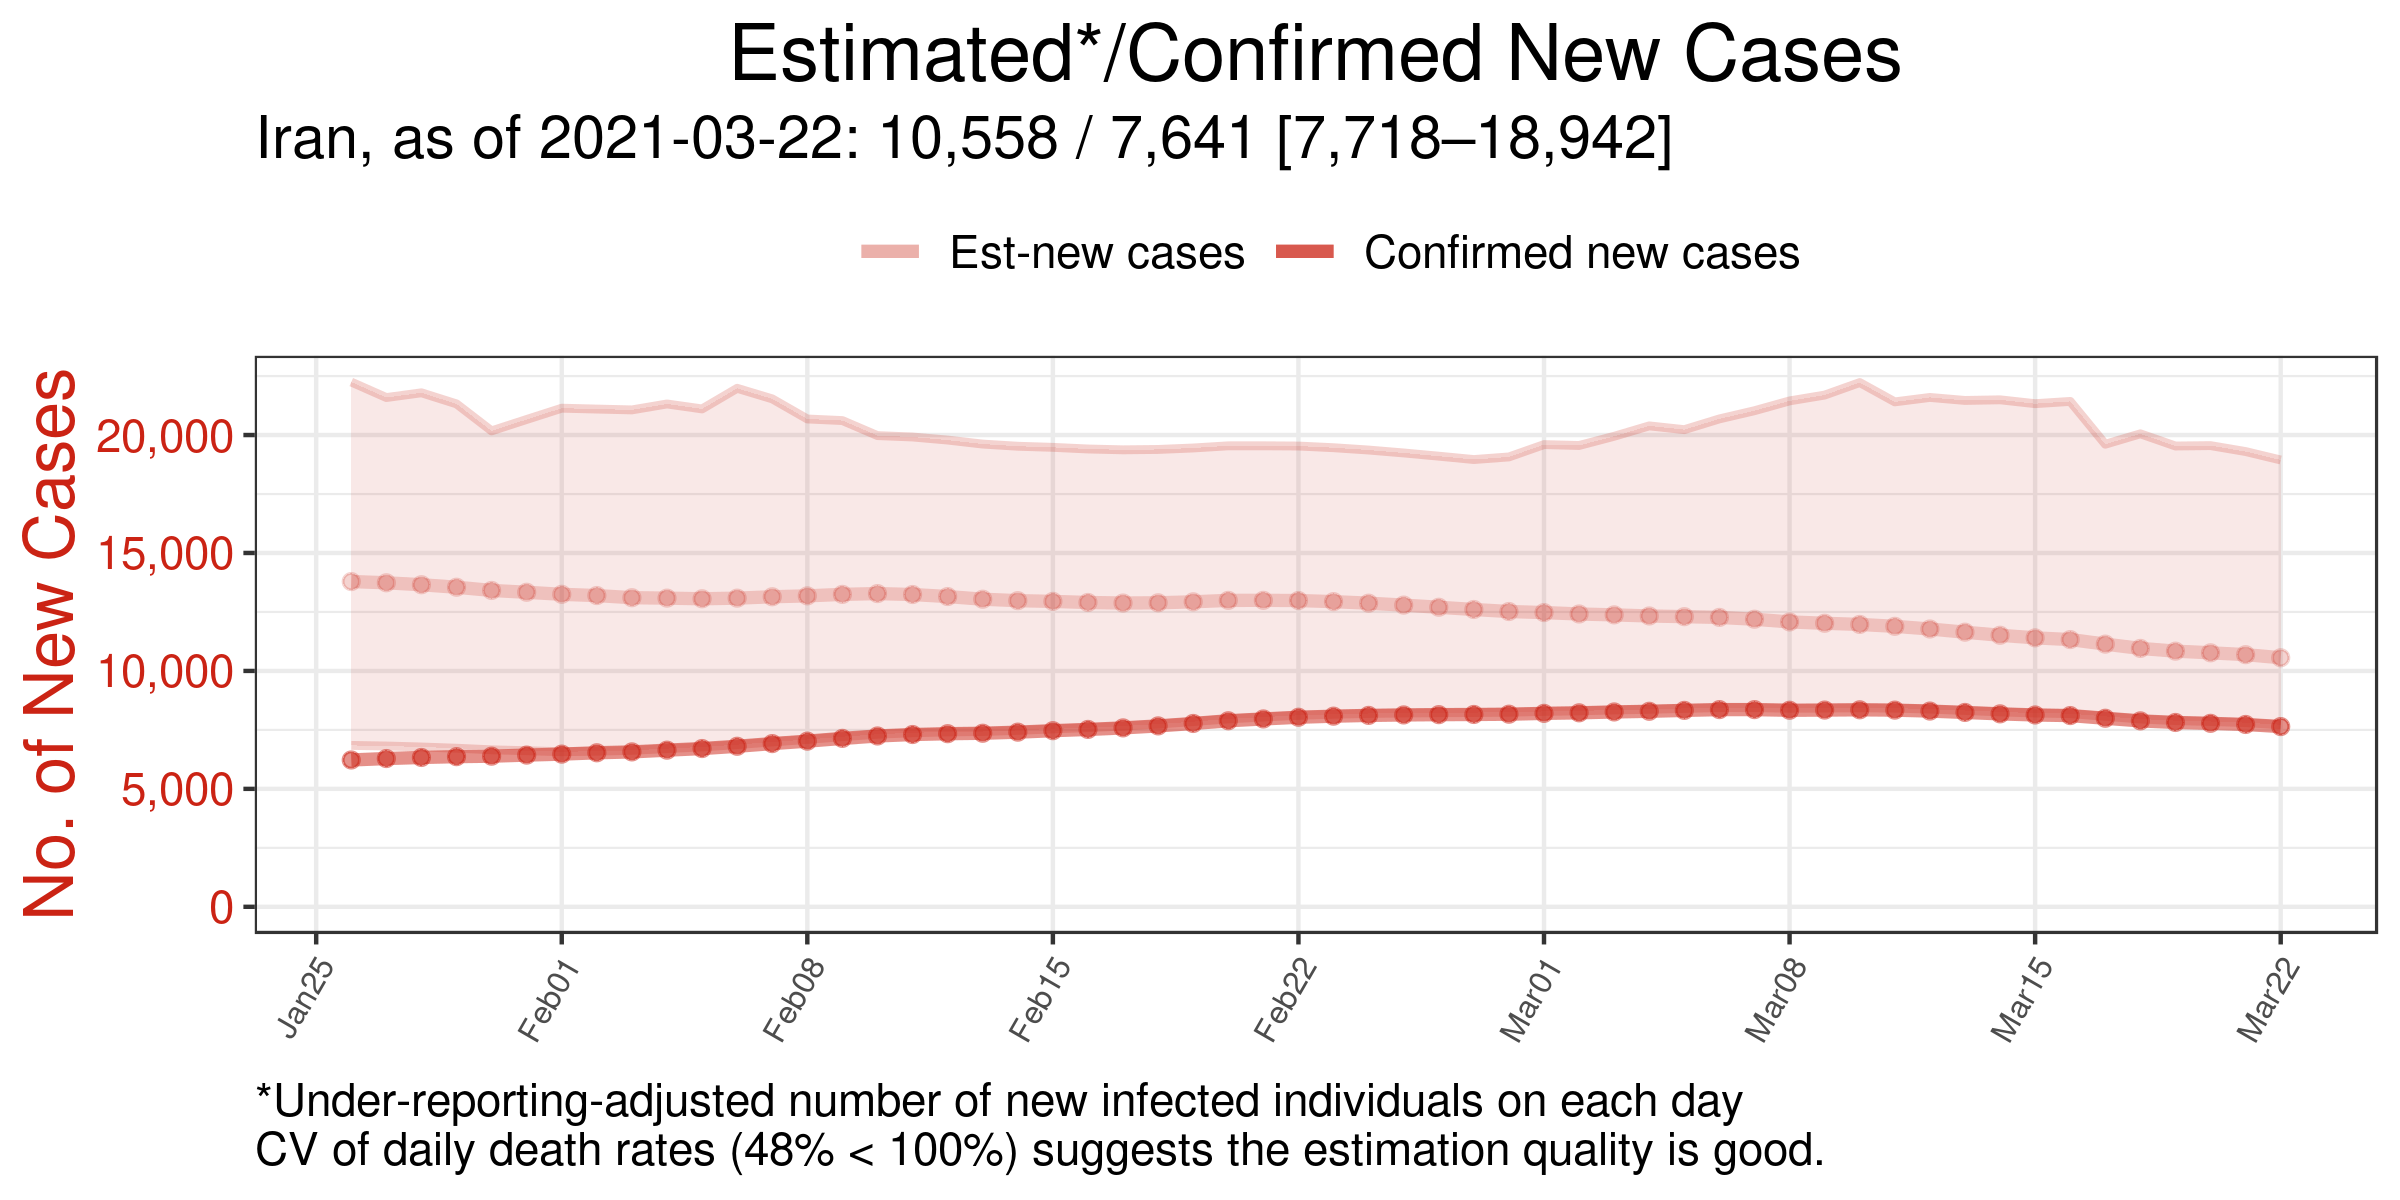 Estimated*/Confirmed New Cases
Iran, as of 2021-03-22: 10,558 / 7,641 [7,718–18,942]
Est-new cases
Confirmed new cases
No. of New Cases
20,000
15,000
10,000
5,000
0
Jan25
Feb01
Feb08
Feb15
Feb22
Mar01
Mar08
Mar15
Mar22
*Under-reporting-adjusted number of new infected individuals on each day
CV of daily death rates (48% < 100%) suggests the estimation quality is good.